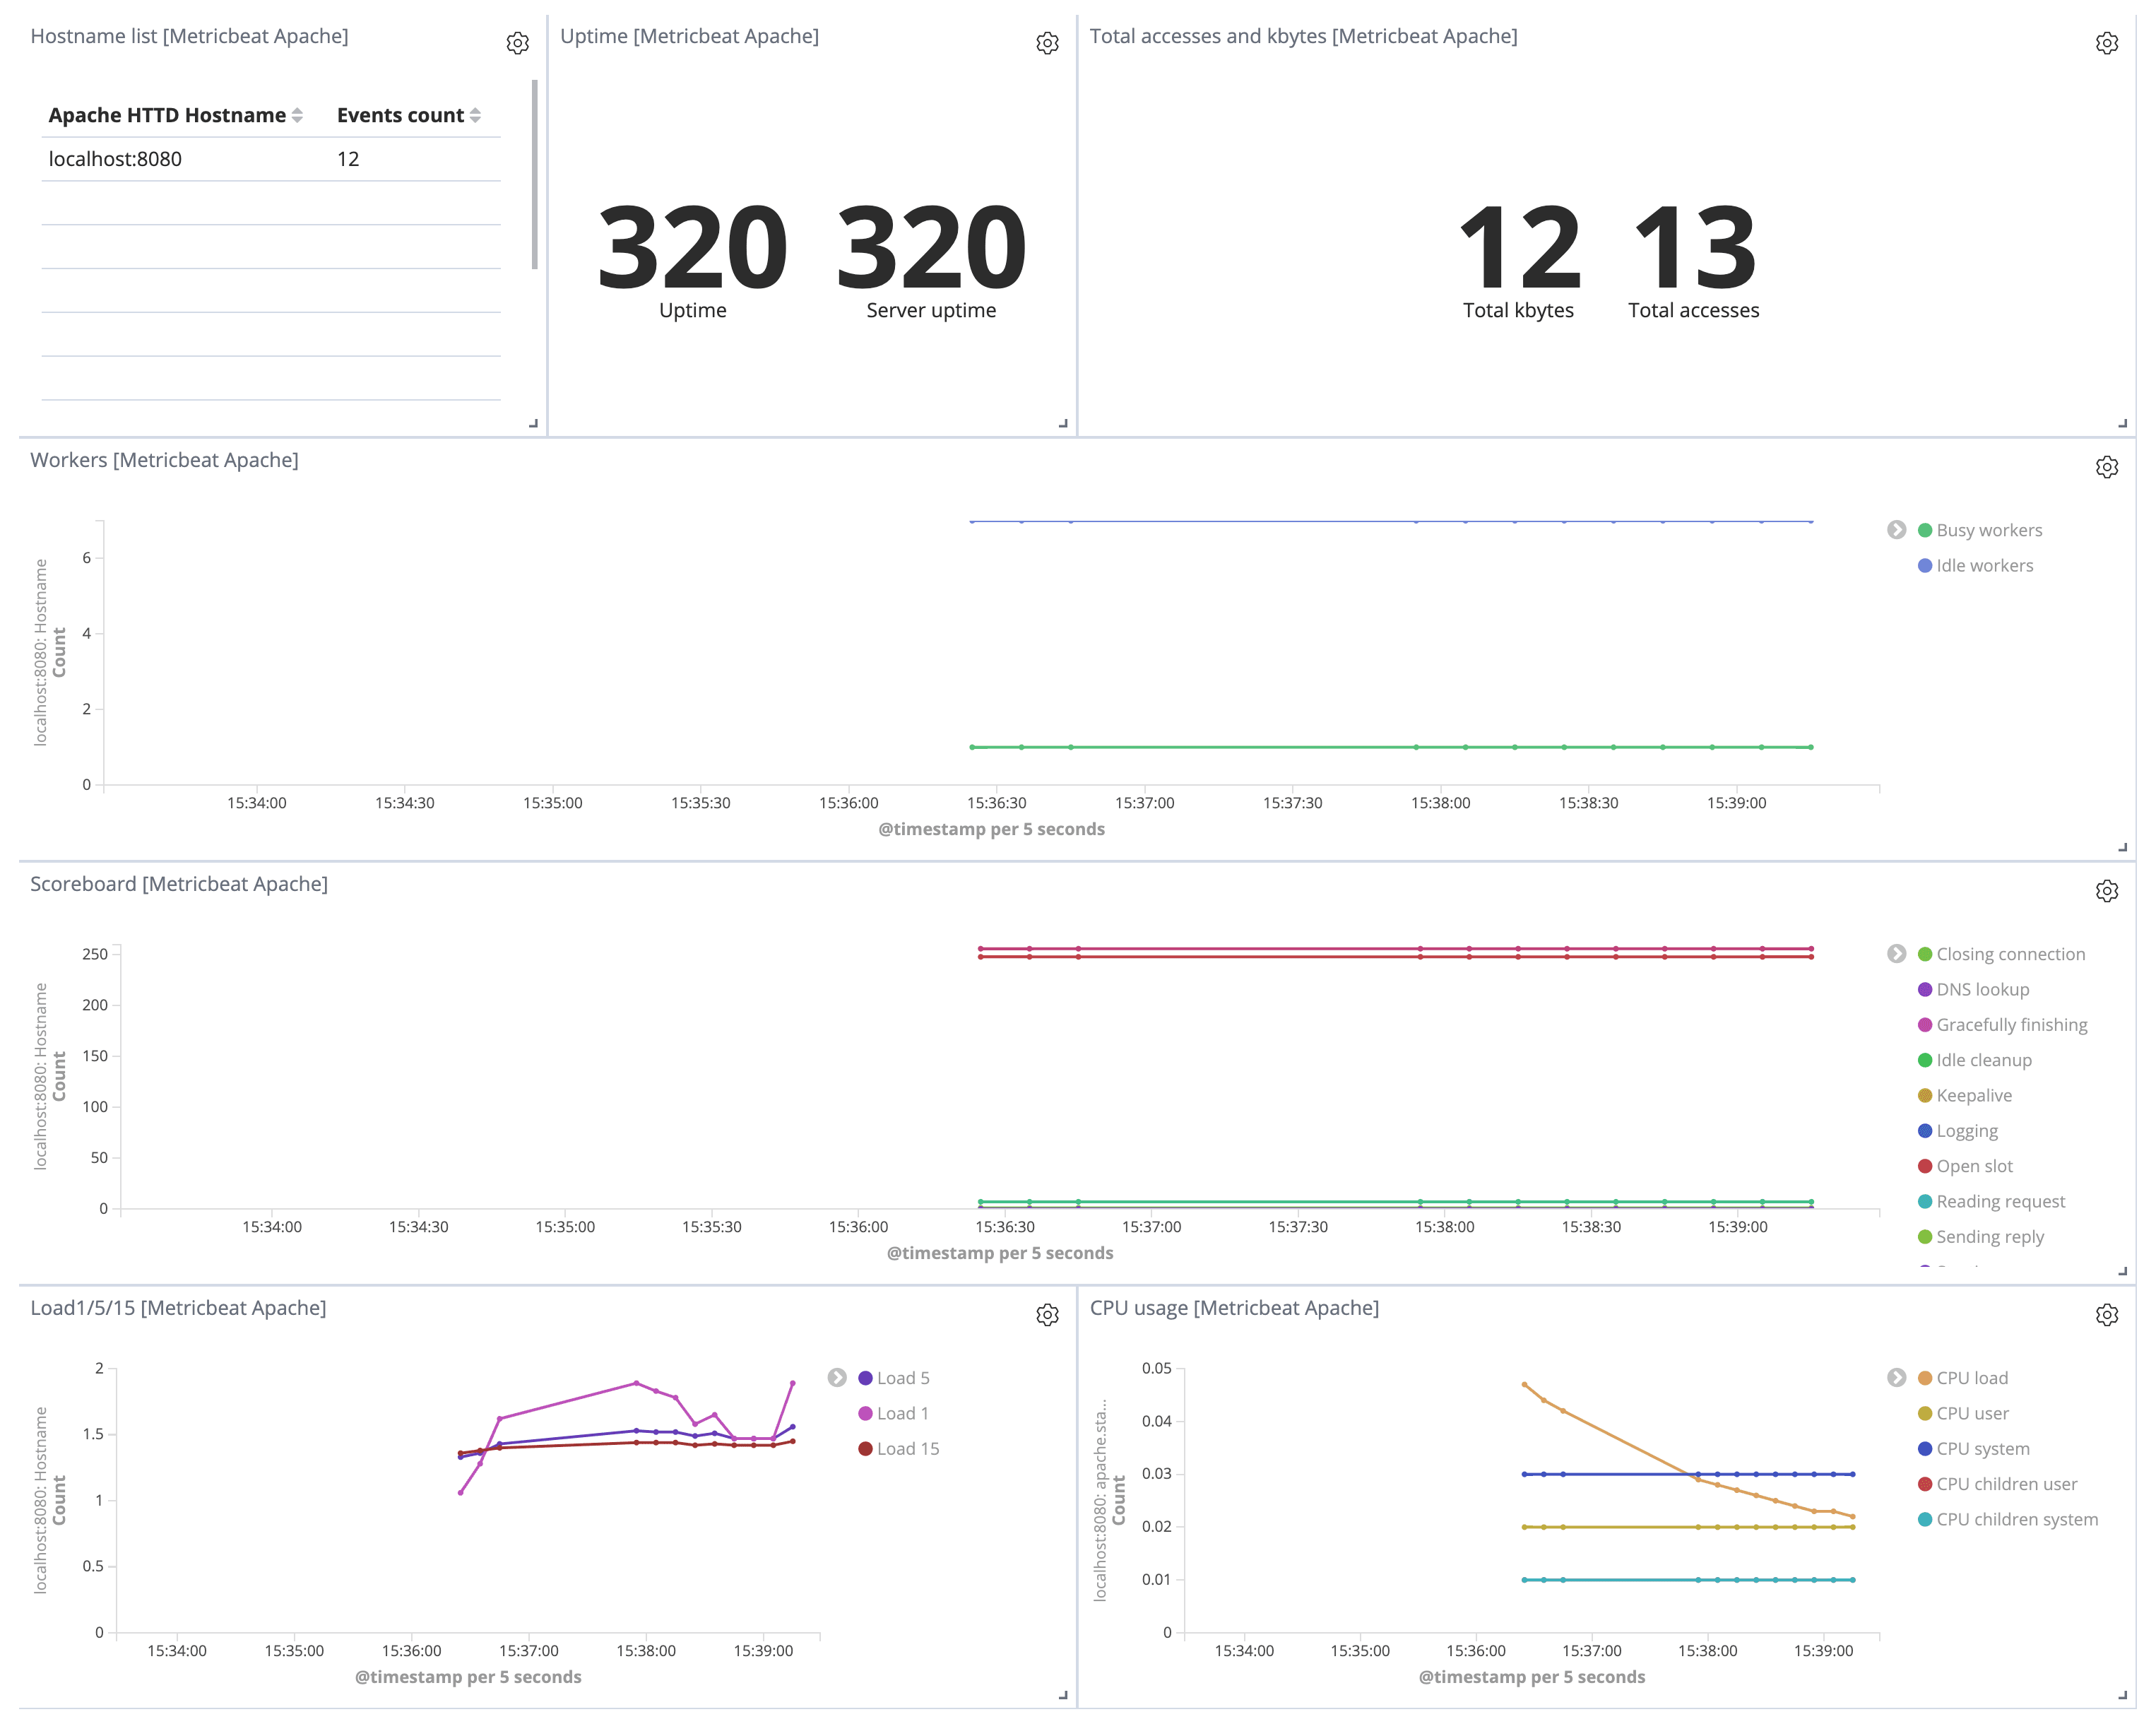 Hostname list [Metricbeat Apache]
Apache HTTD Hostname Events count
localhost:8080 12
Uptime [Metricbeat Apache]
320 320
Uptime Server uptime
Total accesses and kbytes [Metricbeat Apache]
12 13
Total kbytes Total accesses
Workers [Metricbeat Apache]
localhost:8080: Hostname
Count
6
4
2
0
15:34:00 15:34:30 15:35:00 15:35:30 15:36:00 15:36:30 15:37:00 15:37:30 15:38:00 15:38:30 15:39:00
@timestamp per 5 seconds
Busy workers
Idle workers
Scoreboard [Metricbeat Apache]
localhost:8080: Hostname
Count
250
200
150
100
50
0
15:34:00 15:34:30 15:35:00 15:35:30 15:36:00 15:36:30 15:37:00 15:37:30 15:38:00 15:38:30 15:39:00
@timestamp per 5 seconds
Closing connection
DNS lookup
Gracefully finishing
Idle cleanup
Keepalive
Logging
Open slot
Reading request
Sending reply
Load1/5/15 [Metricbeat Apache]
localhost:8080: Hostname
Count
2
1.5
1
0.5
0
15:34:00 15:35:00 15:36:00 15:37:00 15:38:00 15:39:00
@timestamp per 5 seconds
Load 5
Load 1
Load 15
CPU usage [Metricbeat Apache]
localhost:8080: apache.sta...
Count
0.05
0.04
0.03
0.02
0.01
0
15:34:00 15:35:00 15:36:00 15:37:00 15:38:00 15:39:00
@timestamp per 5 seconds
CPU load
CPU user
CPU system
CPU children user
CPU children system